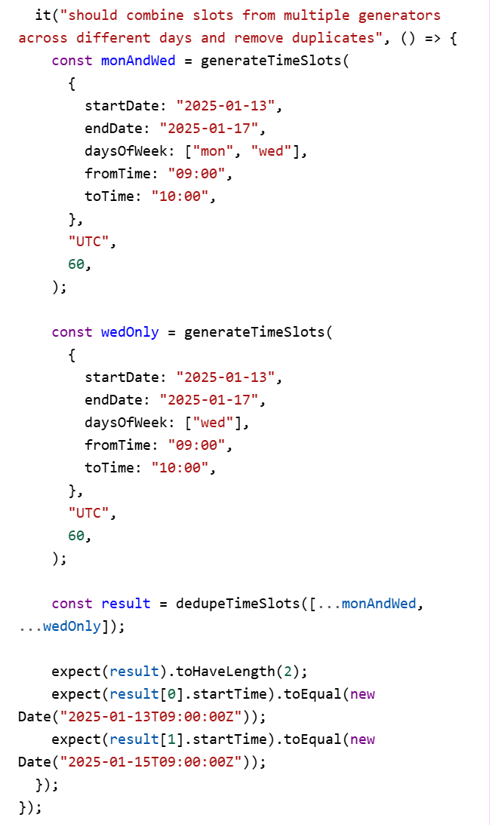 it("should combine slots from multiple generators
across different days and remove duplicates", () => {
const monAndWed = generateTimeSlots(
{
startDate: "2025-01-13",
endDate: "2025-01-17",
daysOfWeek: ["mon", "wed"],
fromTime: "09:00",
toTime: "10:00",
},
"UTC",
60,
);
const wedOnly = generateTimeSlots(
{
startDate: "2025-01-13",
endDate: "2025-01-17",
daysOfWeek: ["wed"],
fromTime: "09:00",
toTime: "10:00",
},
"UTC",
60,
);
const result = dedupeTimeSlots([...monAndWed,
...wedOnly]);
expect(result).toHaveLength(2);
expect(result[0].startTime).toEqual(new
Date("2025-01-13T09:00:00Z"));
expect(result[1].startTime).toEqual(new
Date("2025-01-15T09:00:00Z"));
});
});